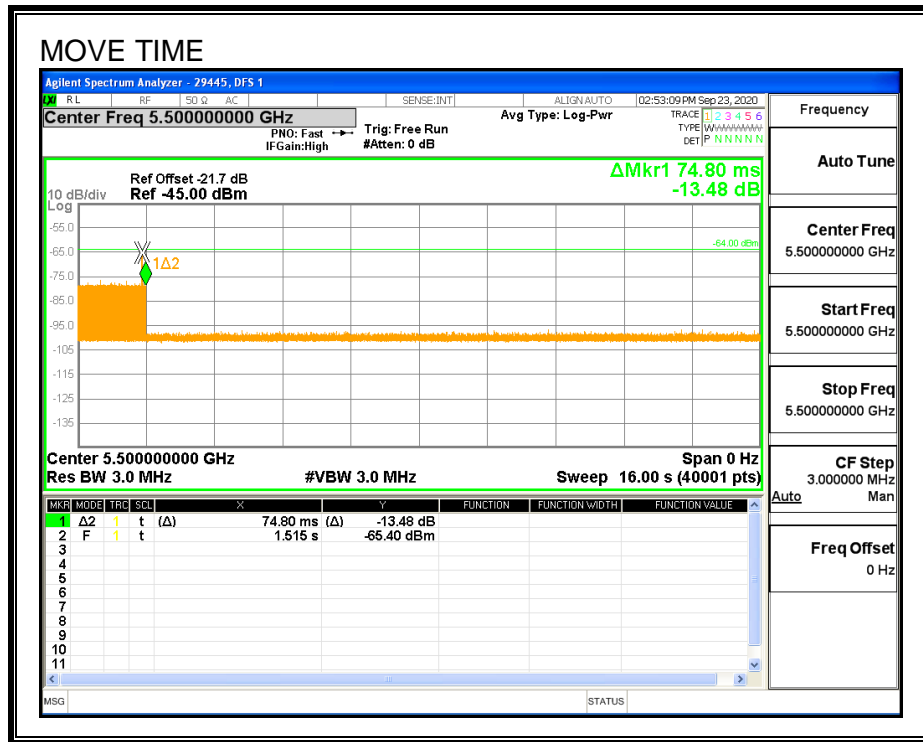 MOVE TIME
Agilent Spectrum Analyzer - 29445, DFS 1
LXI RL RF 50 Ω AC SENSE:INT ALIGN AUTO 02:53:09 PM Sep 23, 2020
Center Freq 5.500000000 GHz
PNO: Fast
IFGain:High
Trig: Free Run
#Atten: 0 dB
Avg Type: Log-Pwr
TRACE 1 2 3 4 5 6
TYPE WWWWWW
DET P N N N N N
Frequency
ΔMkr1 74.80 ms
-13.48 dB
Ref Offset -21.7 dB
10 dB/div Ref -45.00 dBm
Log
-55.0
-64.00 dBm
-65.0
1Δ2
-75.0
-85.0
-95.0
-105
-115
-125
-135
Center 5.500000000 GHz Span 0 Hz
Res BW 3.0 MHz #VBW 3.0 MHz Sweep 16.00 s (40001 pts)
MKR MODE TRC SCL X Y FUNCTION FUNCTION WIDTH FUNCTION VALUE
1 Δ2 1 t (Δ) 74.80 ms (Δ) -13.48 dB
2 F 1 t 1.515 s -65.40 dBm
3
4
5
6
7
8
9
10
11
MSG STATUS
Auto Tune
Center Freq
5.500000000 GHz
Start Freq
5.500000000 GHz
Stop Freq
5.500000000 GHz
CF Step
3.000000 MHz
Auto Man
Freq Offset
0 Hz